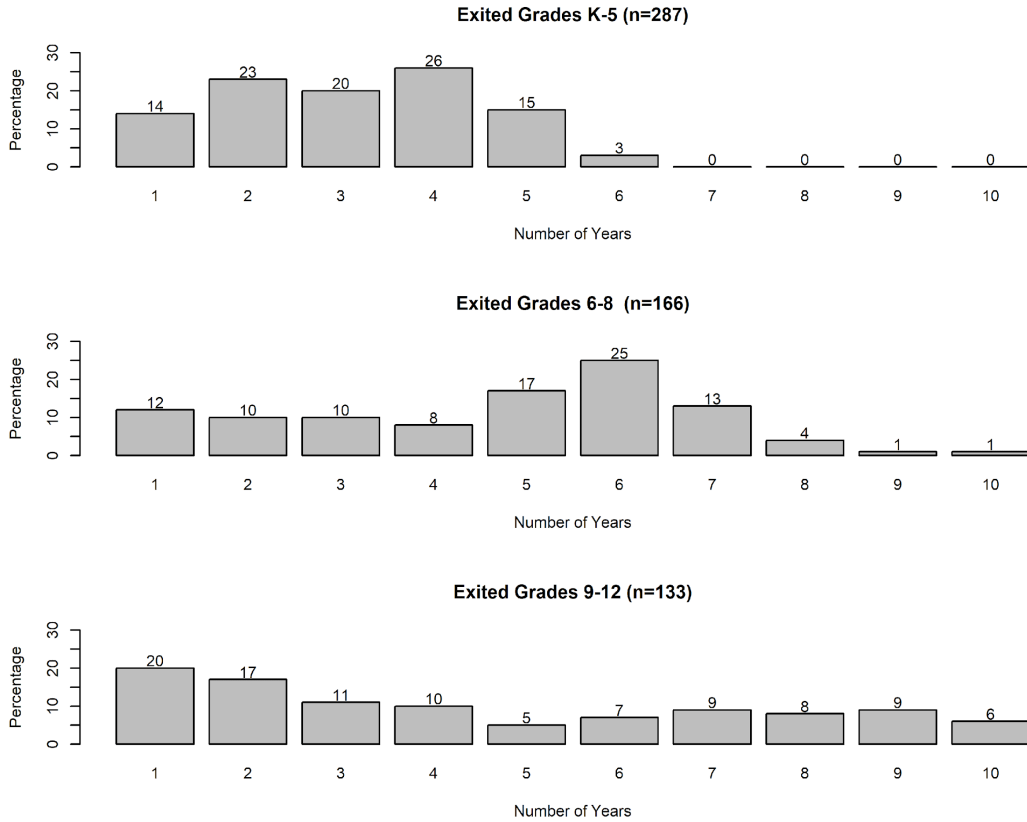 Exited Grades K-5 (n=287)
Percentage
0 10 20 30
14 23 20 26 15 3 0 0 0 0
1 2 3 4 5 6 7 8 9 10
Number of Years
Exited Grades 6-8  (n=166)
Percentage
0 10 20 30
12 10 10 8 17 25 13 4 1 1
1 2 3 4 5 6 7 8 9 10
Number of Years
Exited Grades 9-12 (n=133)
Percentage
0 10 20 30
20 17 11 10 5 7 9 8 9 6
1 2 3 4 5 6 7 8 9 10
Number of Years